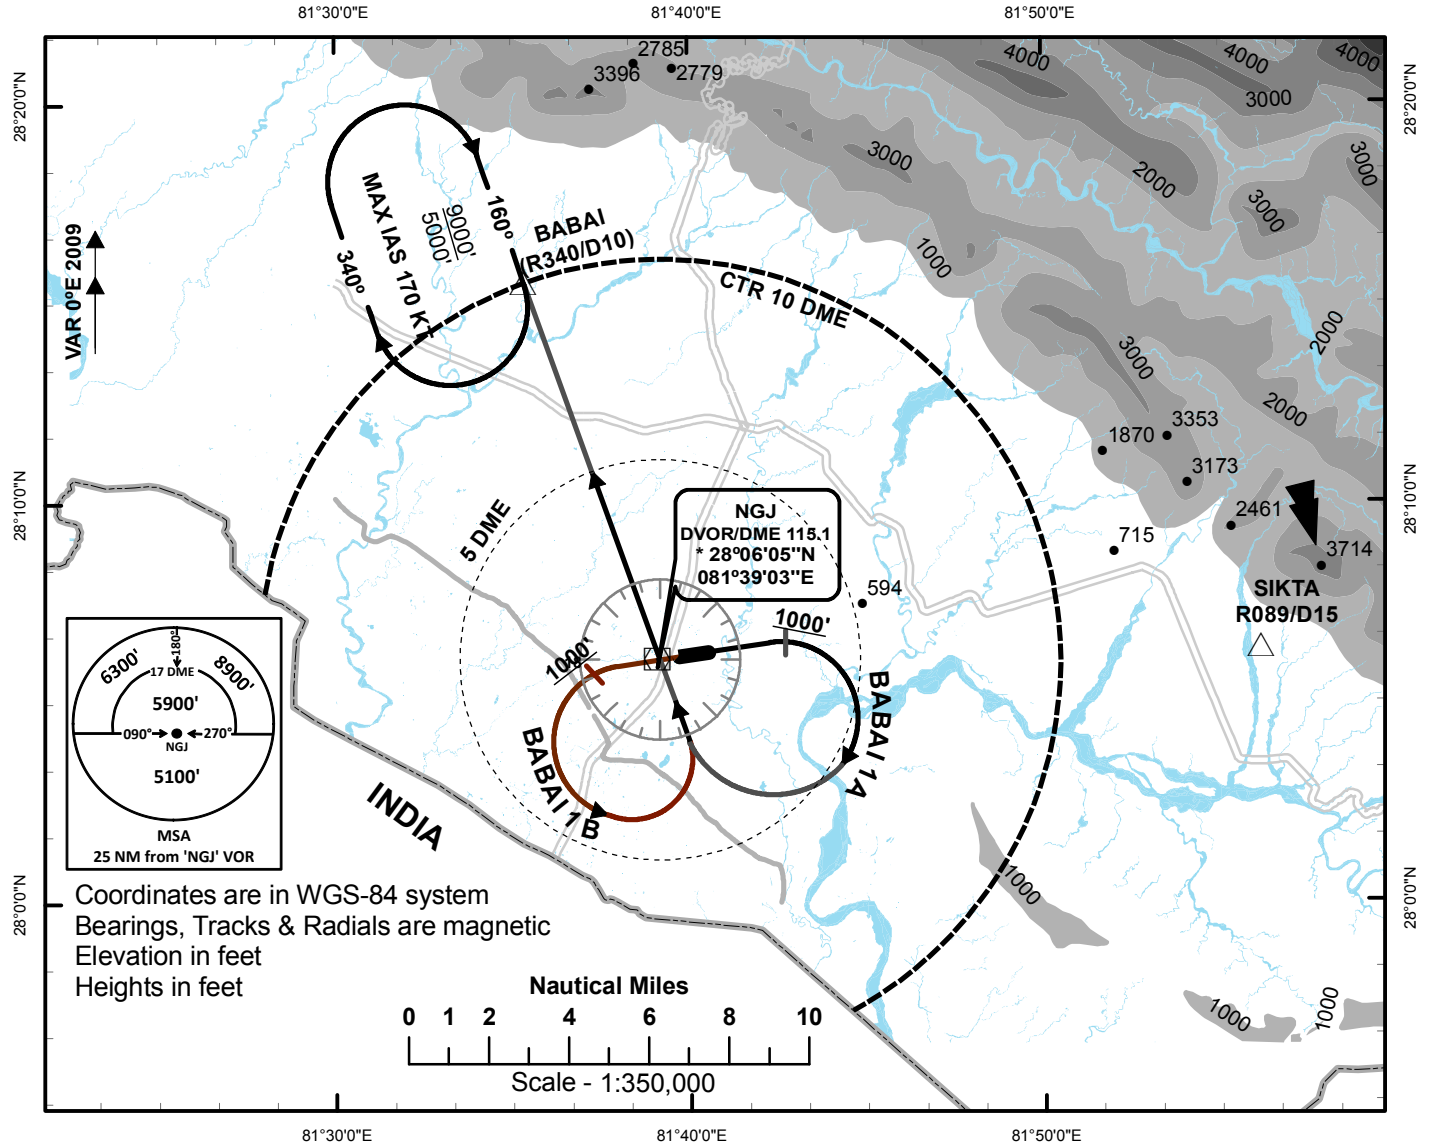 81°30'0"E
81°40'0"E
81°50'0"E
28°20'0"N
28°20'0"N
2785
3396
2779
4000
4000
4000
3000
3000
3000
2000
3000
1000
160º
340º
MAX IAS 170 KT
9000'
5000'
BABAI
(R340/D10)
CTR 10 DME
VAR 0ºE 2009
2000
3000
2000
3353
1870
3173
2461
715
3714
28°10'0"N
28°10'0"N
5 DME
NGJ
DVOR/DME 115.1
* 28º06'05"N
081º39'03"E
594
SIKTA
R089/D15
1000'
1000'
BABAI 1A
BABAI 1B
INDIA
6300'
180°
8900'
17 DME
5900'
090°
270°
NGJ
5100'
MSA
25 NM from 'NGJ' VOR
28°0'0"N
28°0'0"N
1000
1000
1000
Coordinates are in WGS-84 system
Bearings, Tracks & Radials are magnetic
Elevation in feet
Heights in feet
Nautical Miles
0 1 2 4 6 8 10
Scale - 1:350,000
81°30'0"E
81°40'0"E
81°50'0"E